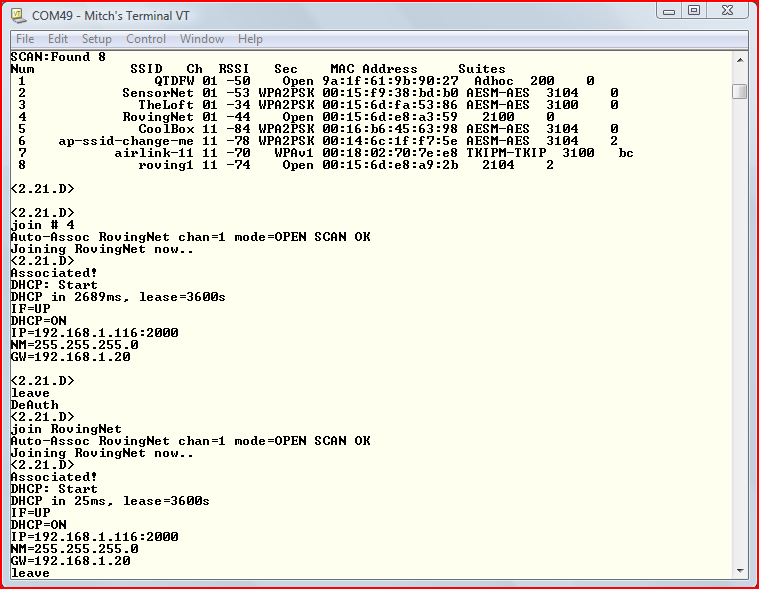 COM49 - Mitch's Terminal VT
File Edit Setup Control Window Help
SCAN:Found 8
Num SSID Ch RSSI Sec MAC Address Suites
1 QTDFW 01 -50 Open 9a:1f:61:9b:90:27 Adhoc 200 0
2 SensorNet 01 -53 WPA2PSK 00:15:f9:38:bd:b0 AESM-AES 3104 0
3 TheLoft 01 -34 WPA2PSK 00:15:6d:fa:53:86 AESM-AES 3100 0
4 RovingNet 01 -44 Open 00:15:6d:e8:a3:59 2100 0
5 CoolBox 11 -84 WPA2PSK 00:16:b6:45:63:98 AESM-AES 3104 0
6 ap-ssid-change-me 11 -78 WPA2PSK 00:14:6c:1f:f7:5e AESM-AES 3104 2
7 airlink-11 11 -70 WPAv1 00:18:02:70:7e:e8 TKIPM-TKIP 3100 bc
8 roving1 11 -74 Open 00:15:6d:e8:a9:2b 2104 2
<2.21.D>
<2.21.D>
join # 4
Auto-Assoc RovingNet chan=1 mode=OPEN SCAN OK
Joining RovingNet now..
<2.21.D>
Associated!
DHCP: Start
DHCP in 2689ms, lease=3600s
IF=UP
DHCP=ON
IP=192.168.1.116:2000
NM=255.255.255.0
GW=192.168.1.20
<2.21.D>
leave
DeAuth
<2.21.D>
join RovingNet
Auto-Assoc RovingNet chan=1 mode=OPEN SCAN OK
Joining RovingNet now..
<2.21.D>
Associated!
DHCP: Start
DHCP in 25ms, lease=3600s
IF=UP
DHCP=ON
IP=192.168.1.116:2000
NM=255.255.255.0
GW=192.168.1.20
leave